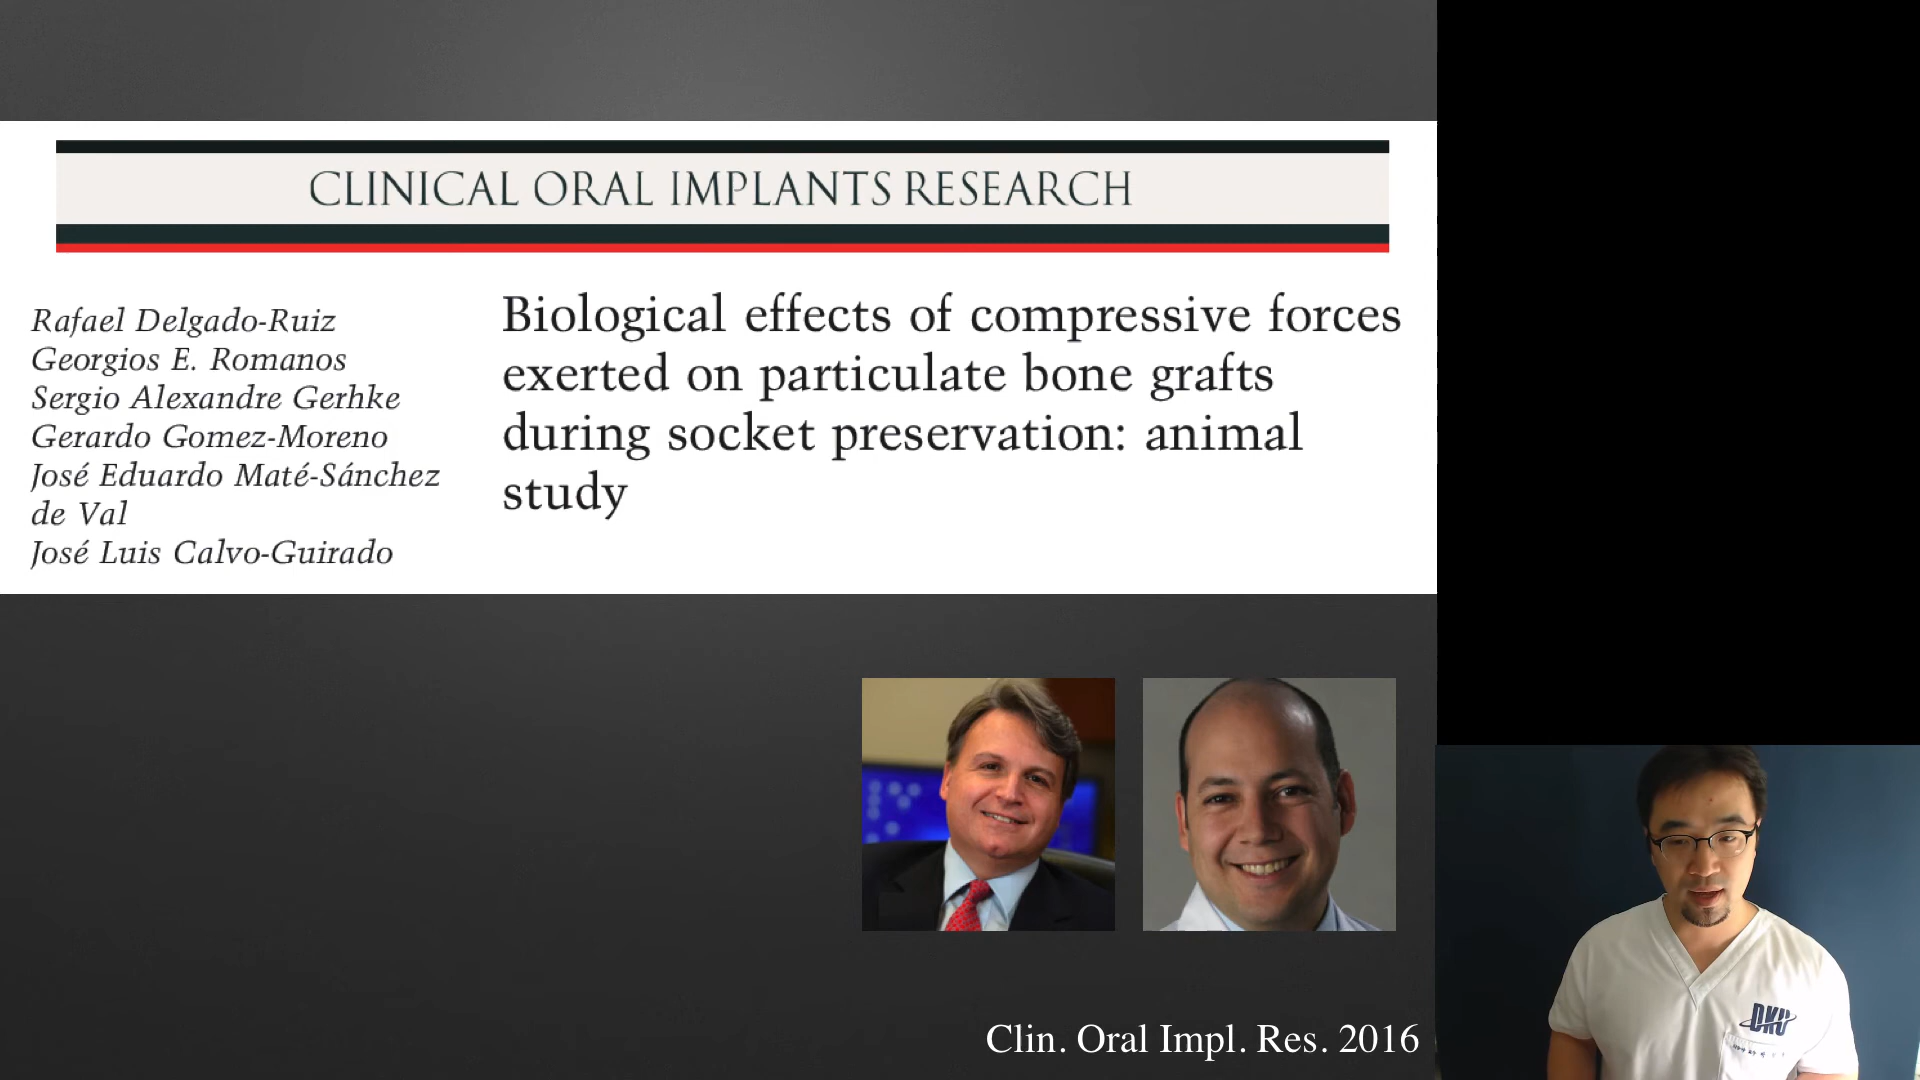 CLINICAL ORAL IMPLANTS RESEARCH
Rafael Delgado-Ruiz
Georgios E. Romanos
Sergio Alexandre Gerhke
Gerardo Gomez-Moreno
José Eduardo Maté-Sánchez
de Val
José Luis Calvo-Guirado
Biological effects of compressive forces
exerted on particulate bone grafts
during socket preservation: animal
study
Clin. Oral Impl. Res. 2016
DKU